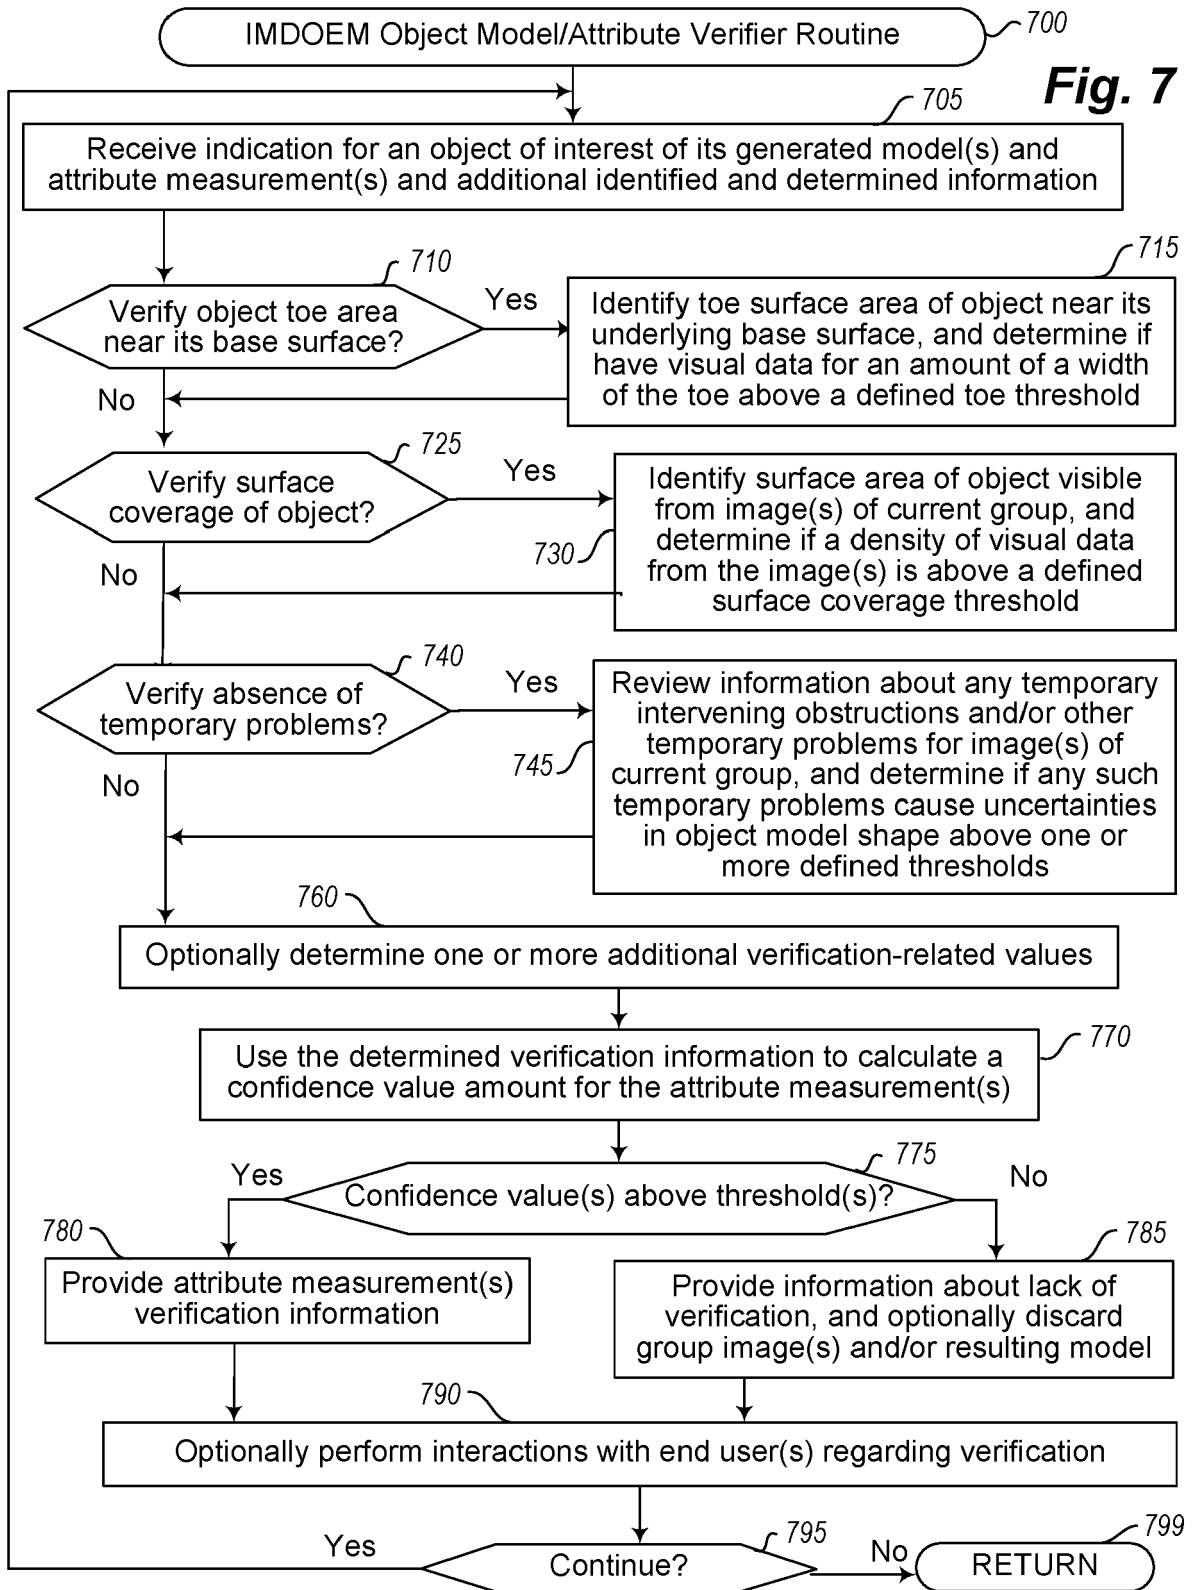 IMDOEM Object Model/Attribute Verifier Routine
700
Fig. 7
705
Receive indication for an object of interest of its generated model(s) and
attribute measurement(s) and additional identified and determined information
710
Verify object toe area
near its base surface?
Yes
No
715
Identify toe surface area of object near its
underlying base surface, and determine if
have visual data for an amount of a width
of the toe above a defined toe threshold
725
Verify surface
coverage of object?
Yes
No
730
Identify surface area of object visible
from image(s) of current group, and
determine if a density of visual data
from the image(s) is above a defined
surface coverage threshold
740
Verify absence of
temporary problems?
Yes
No
745
Review information about any temporary
intervening obstructions and/or other
temporary problems for image(s) of
current group, and determine if any such
temporary problems cause uncertainties
in object model shape above one or
more defined thresholds
760
Optionally determine one or more additional verification-related values
770
Use the determined verification information to calculate a
confidence value amount for the attribute measurement(s)
775
Confidence value(s) above threshold(s)?
Yes
No
780
Provide attribute measurement(s)
verification information
785
Provide information about lack of
verification, and optionally discard
group image(s) and/or resulting model
790
Optionally perform interactions with end user(s) regarding verification
795
Continue?
Yes
No
799
RETURN